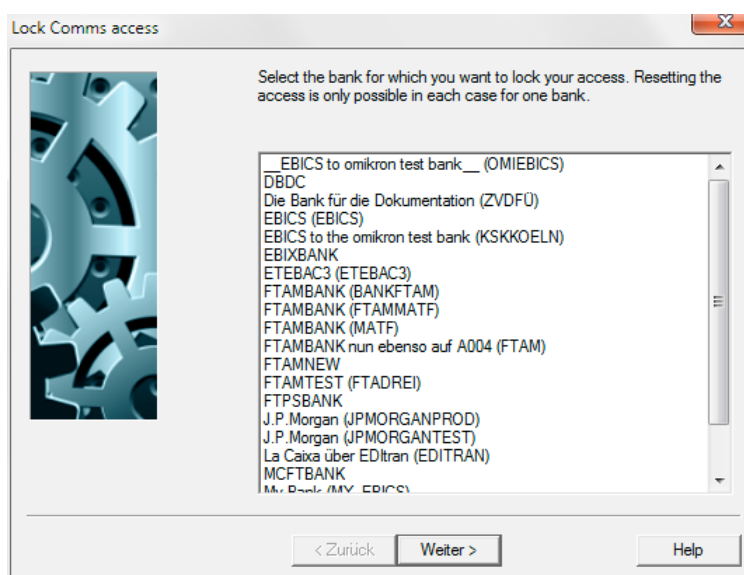 Lock Comms access
Select the bank for which you want to lock your access. Resetting the
access is only possible in each case for one bank.
__EBICS to omikron test bank__ (OMIEBICS)
DBDC
Die Bank für die Dokumentation (ZVDFÜ)
EBICS (EBICS)
EBICS to the omikron test bank (KSKKOELN)
EBIXBANK
ETEBAC3 (ETEBAC3)
FTAMBANK (BANKFTAM)
FTAMBANK (FTAMMATF)
FTAMBANK (MATF)
FTAMBANK nun ebenso auf A004 (FTAM)
FTAMNEW
FTAMTEST (FTADREI)
FTPSBANK
J.P.Morgan (JPMORGANPROD)
J.P.Morgan (JPMORGANTEST)
La Caixa über EDItran (EDITRAN)
MCFTBANK
My Bank (MY_EBICS)
< Zurück
Weiter >
Help